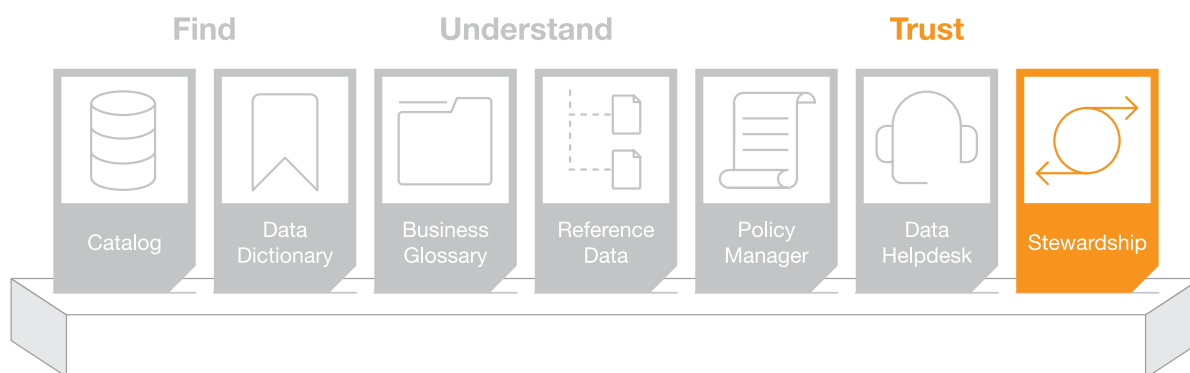 Find
Understand
Trust
Catalog
Data
Dictionary
Business
Glossary
Reference
Data
Policy
Manager
Data
Helpdesk
Stewardship